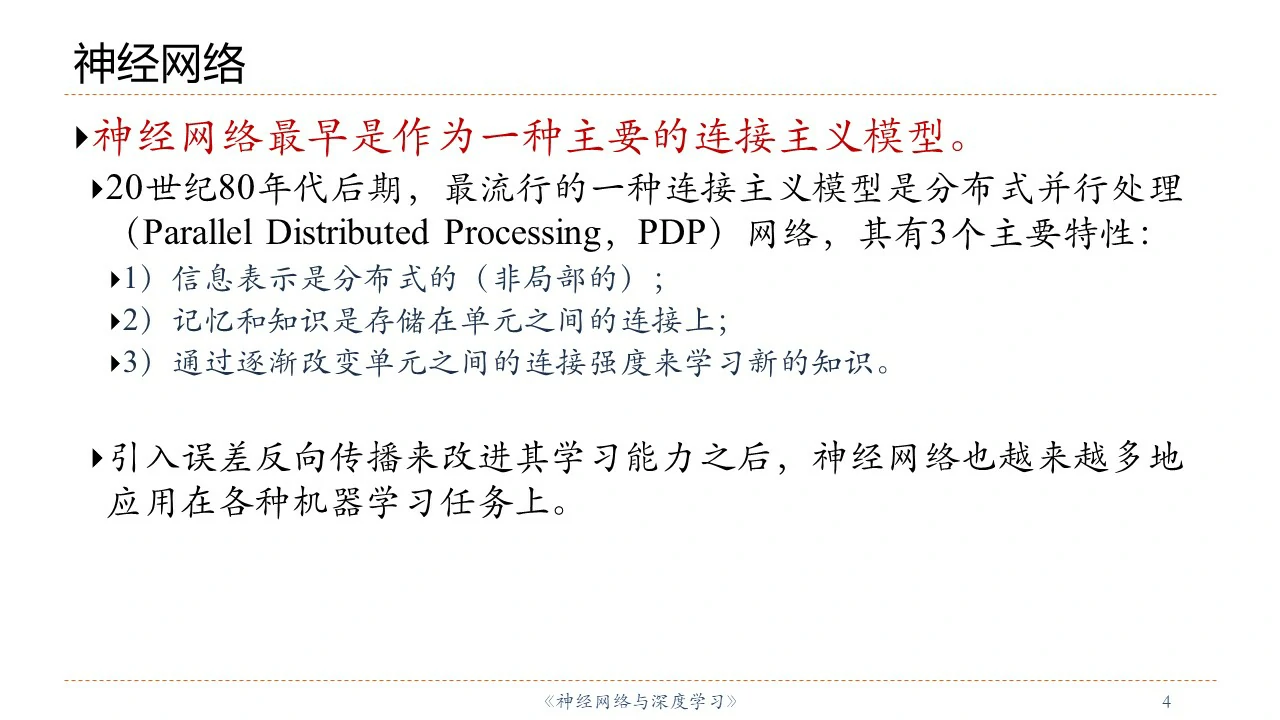 神经网络
神经网络最早是作为一种主要的连接主义模型。
20世纪80年代后期，最流行的一种连接主义模型是分布式并行处理
（Parallel Distributed Processing，PDP）网络，其有3个主要特性：
1）信息表示是分布式的（非局部的）；
2）记忆和知识是存储在单元之间的连接上；
3）通过逐渐改变单元之间的连接强度来学习新的知识。
引入误差反向传播来改进其学习能力之后，神经网络也越来越多地
应用在各种机器学习任务上。
《神经网络与深度学习》
4